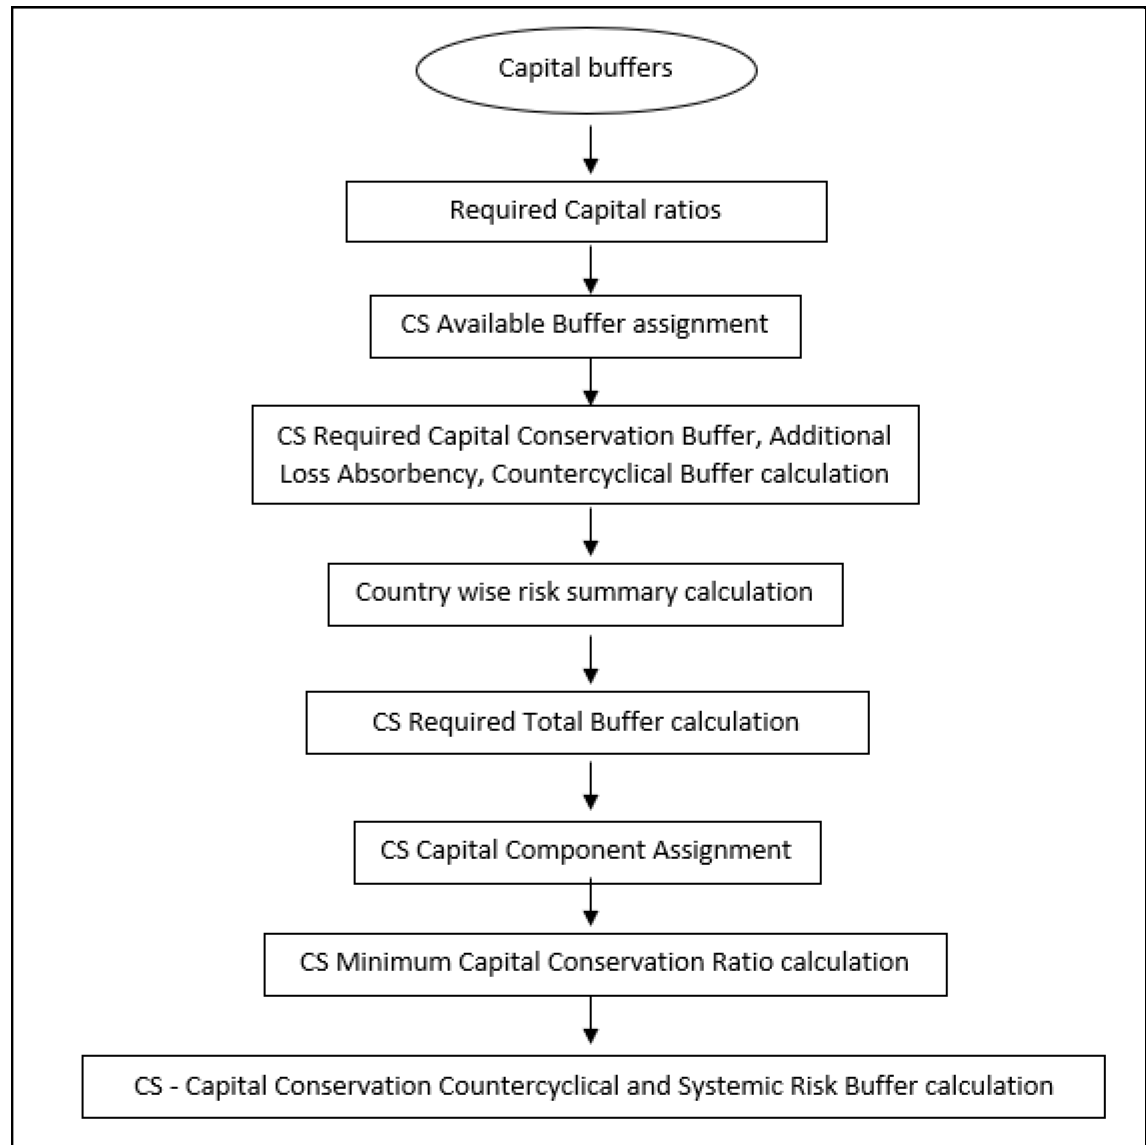 Capital buffers
Required Capital ratios
CS Available Buffer assignment
CS Required Capital Conservation Buffer, Additional
Loss Absorbency, Countercyclical Buffer calculation
Country wise risk summary calculation
CS Required Total Buffer calculation
CS Capital Component Assignment
CS Minimum Capital Conservation Ratio calculation
CS - Capital Conservation Countercyclical and Systemic Risk Buffer calculation